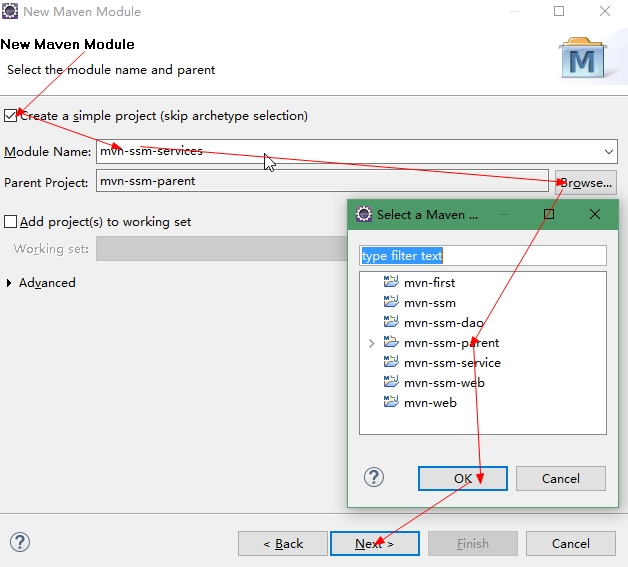 New Maven Module
New Maven Module
Select the module name and parent
M
Create a simple project (skip archetype selection)
Module Name: mvn-ssm-services
Parent Project: mvn-ssm-parent Browse...
Add project(s) to working set
Working set:
Advanced
Select a Maven ...
type filter text
mvn-first
mvn-ssm
mvn-ssm-dao
mvn-ssm-parent
mvn-ssm-service
mvn-ssm-web
mvn-web
? OK Cancel
? < Back Next > Finish Cancel